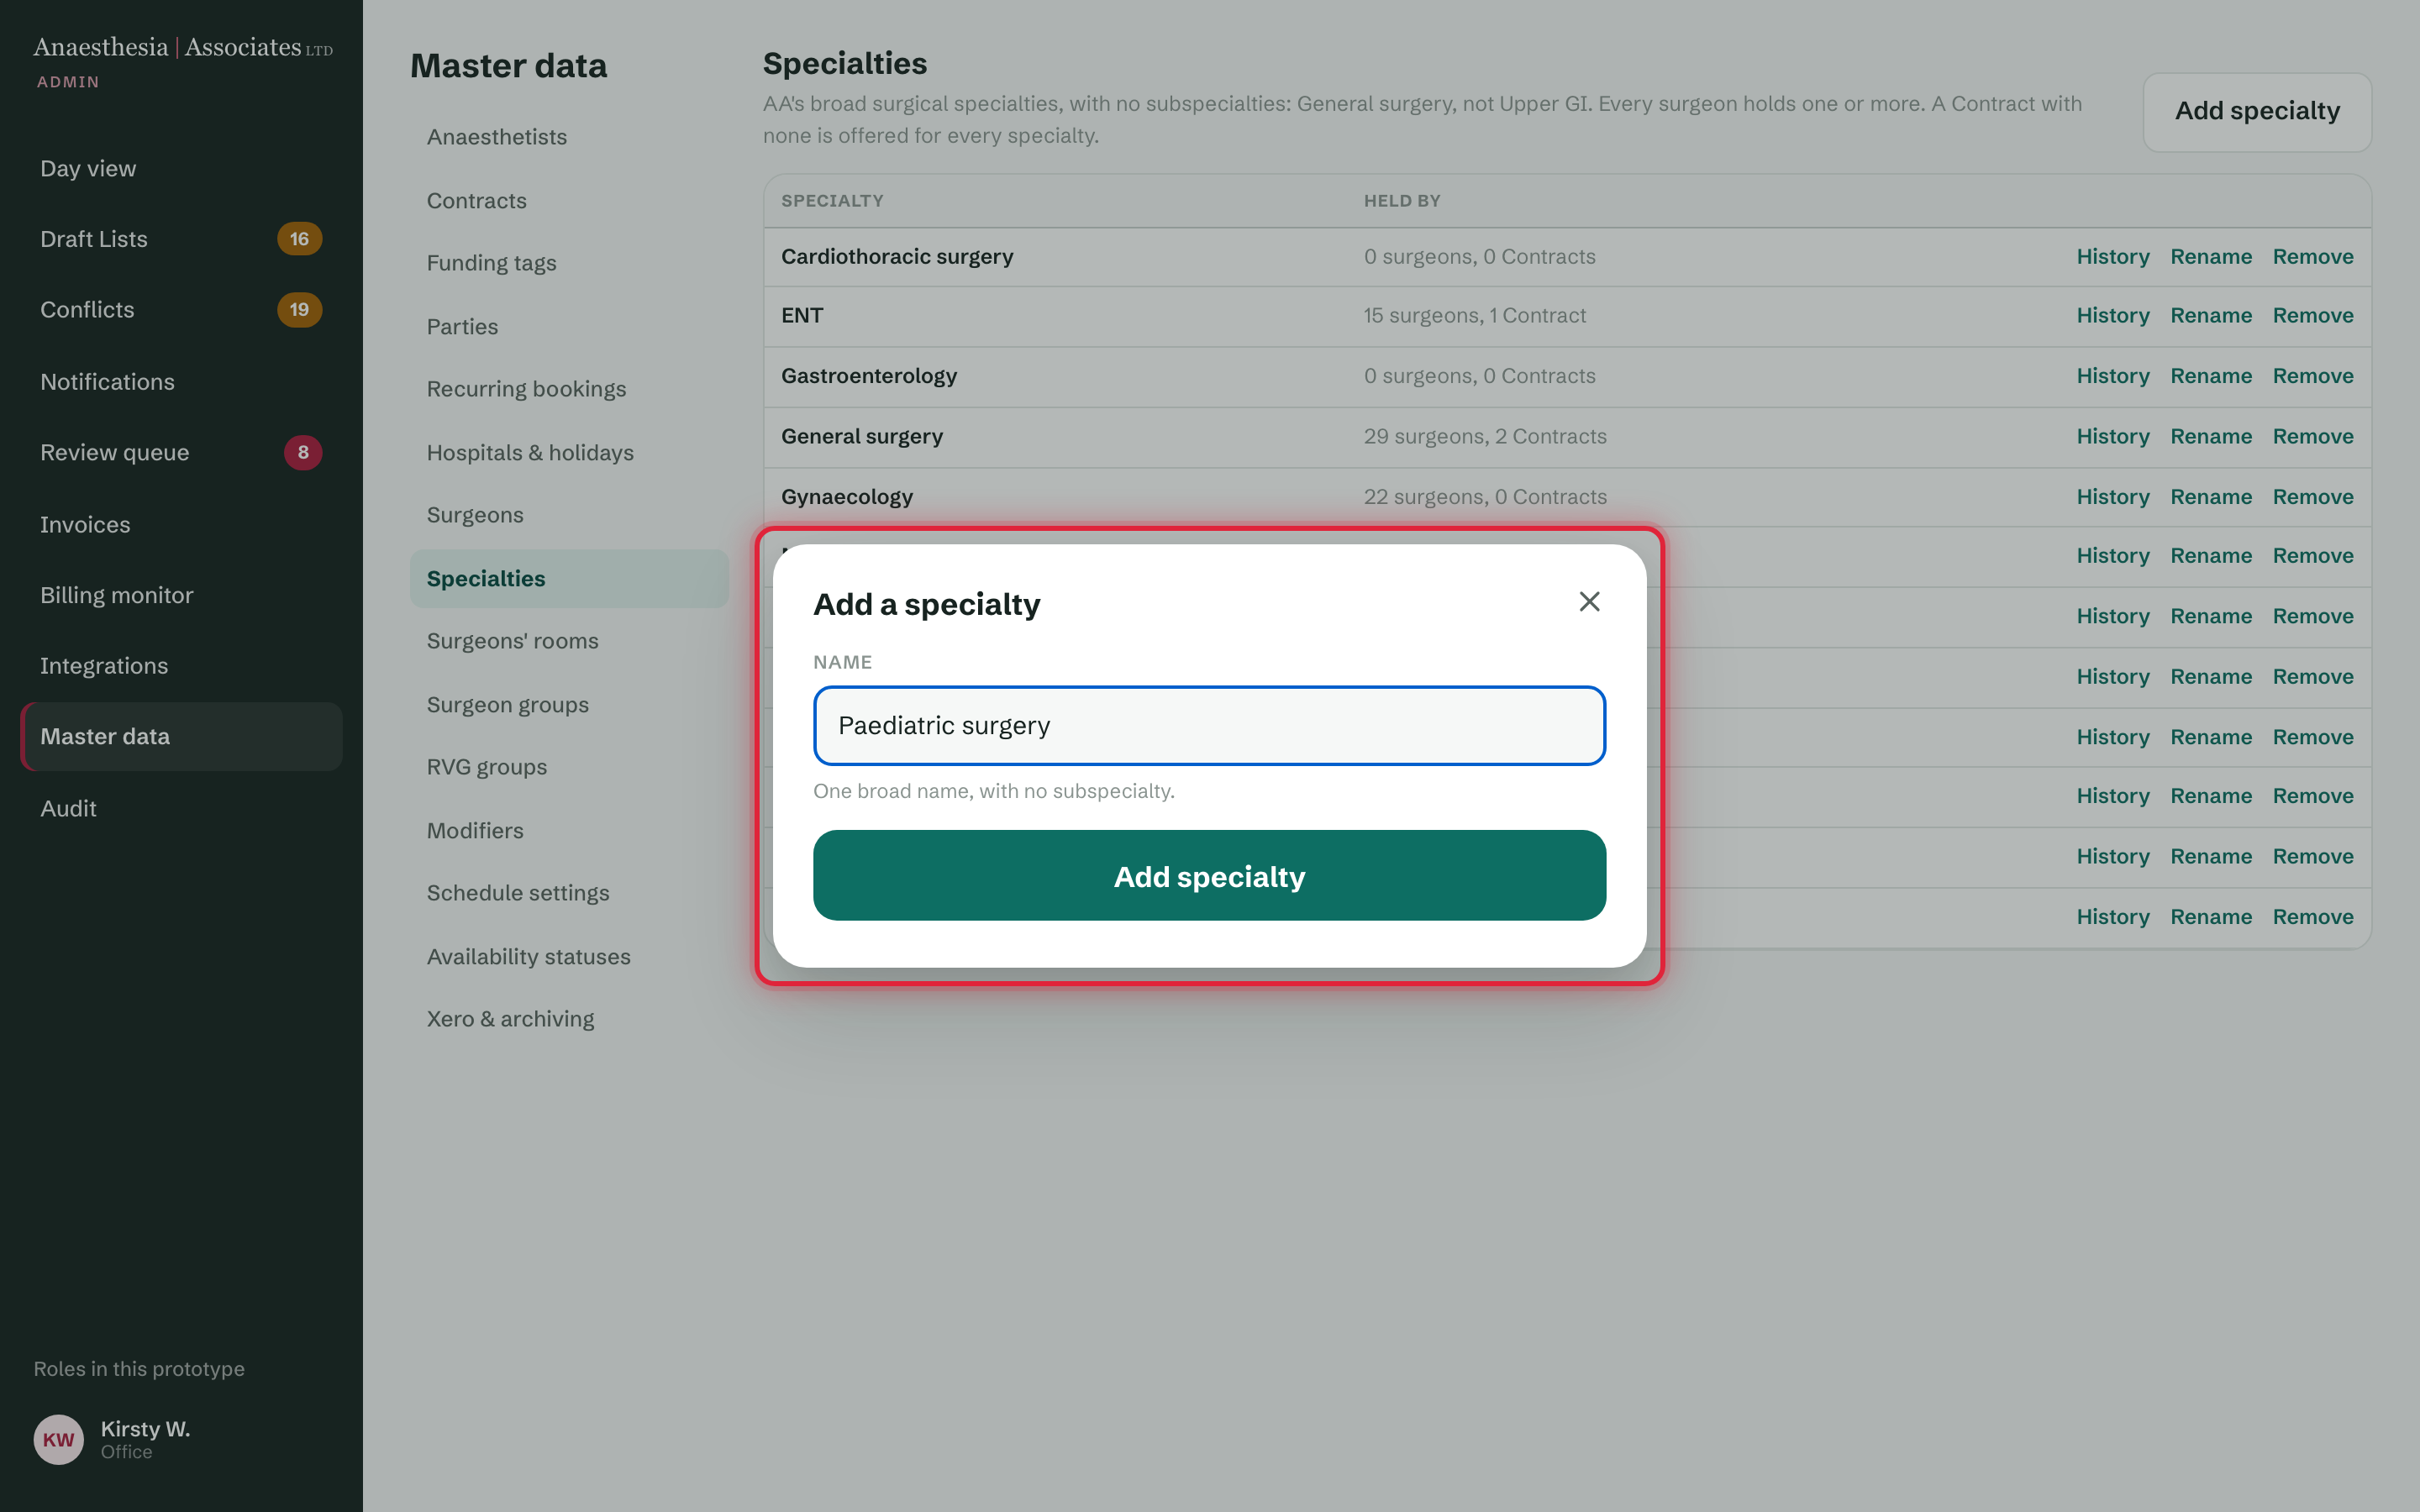 Anaesthesia | Associates LTD
ADMIN
Day view
Draft Lists 16
Conflicts 19
Notifications
Review queue 8
Invoices
Billing monitor
Integrations
Master data
Audit
Roles in this prototype
KW
Kirsty W.
Office
Master data
Anaesthetists
Contracts
Funding tags
Parties
Recurring bookings
Hospitals & holidays
Surgeons
Specialties
Surgeons' rooms
Surgeon groups
RVG groups
Modifiers
Schedule settings
Availability statuses
Xero & archiving
Specialties
AA's broad surgical specialties, with no subspecialties: General surgery, not Upper GI. Every surgeon holds one or more. A Contract with
none is offered for every specialty.
Add specialty
SPECIALTY HELD BY
Cardiothoracic surgery 0 surgeons, 0 Contracts History Rename Remove
ENT 15 surgeons, 1 Contract History Rename Remove
Gastroenterology 0 surgeons, 0 Contracts History Rename Remove
General surgery 29 surgeons, 2 Contracts History Rename Remove
Gynaecology 22 surgeons, 0 Contracts History Rename Remove
History Rename Remove
History Rename Remove
History Rename Remove
History Rename Remove
History Rename Remove
History Rename Remove
History Rename Remove
Add a specialty
NAME
Paediatric surgery
One broad name, with no subspecialty.
Add specialty